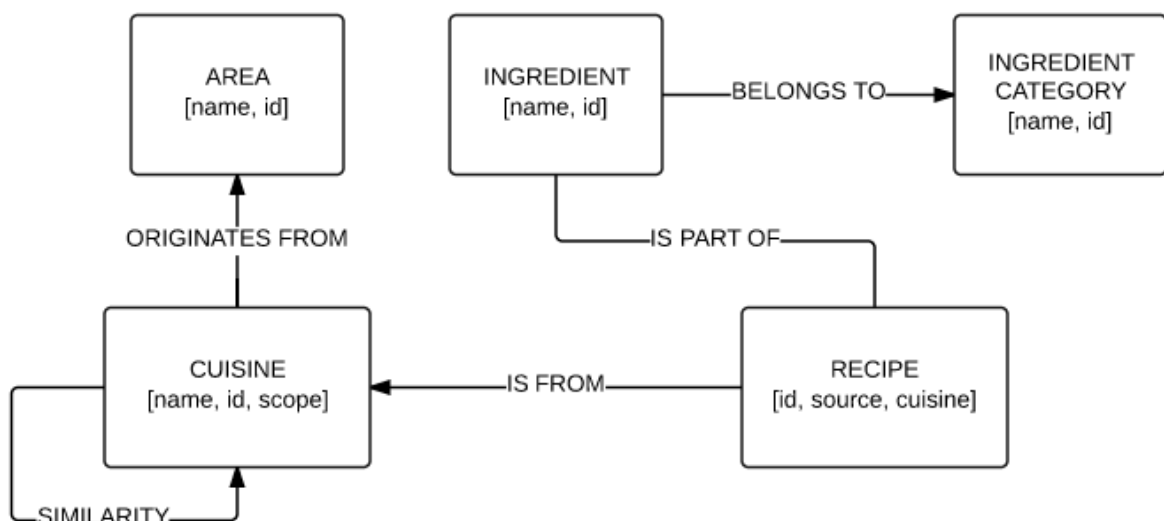 AREA
[name, id]
INGREDIENT
[name, id]
BELONGS TO
INGREDIENT
CATEGORY
[name, id]
ORIGINATES FROM
IS PART OF
CUISINE
[name, id, scope]
IS FROM
RECIPE
[id, source, cuisine]
SIMILARITY